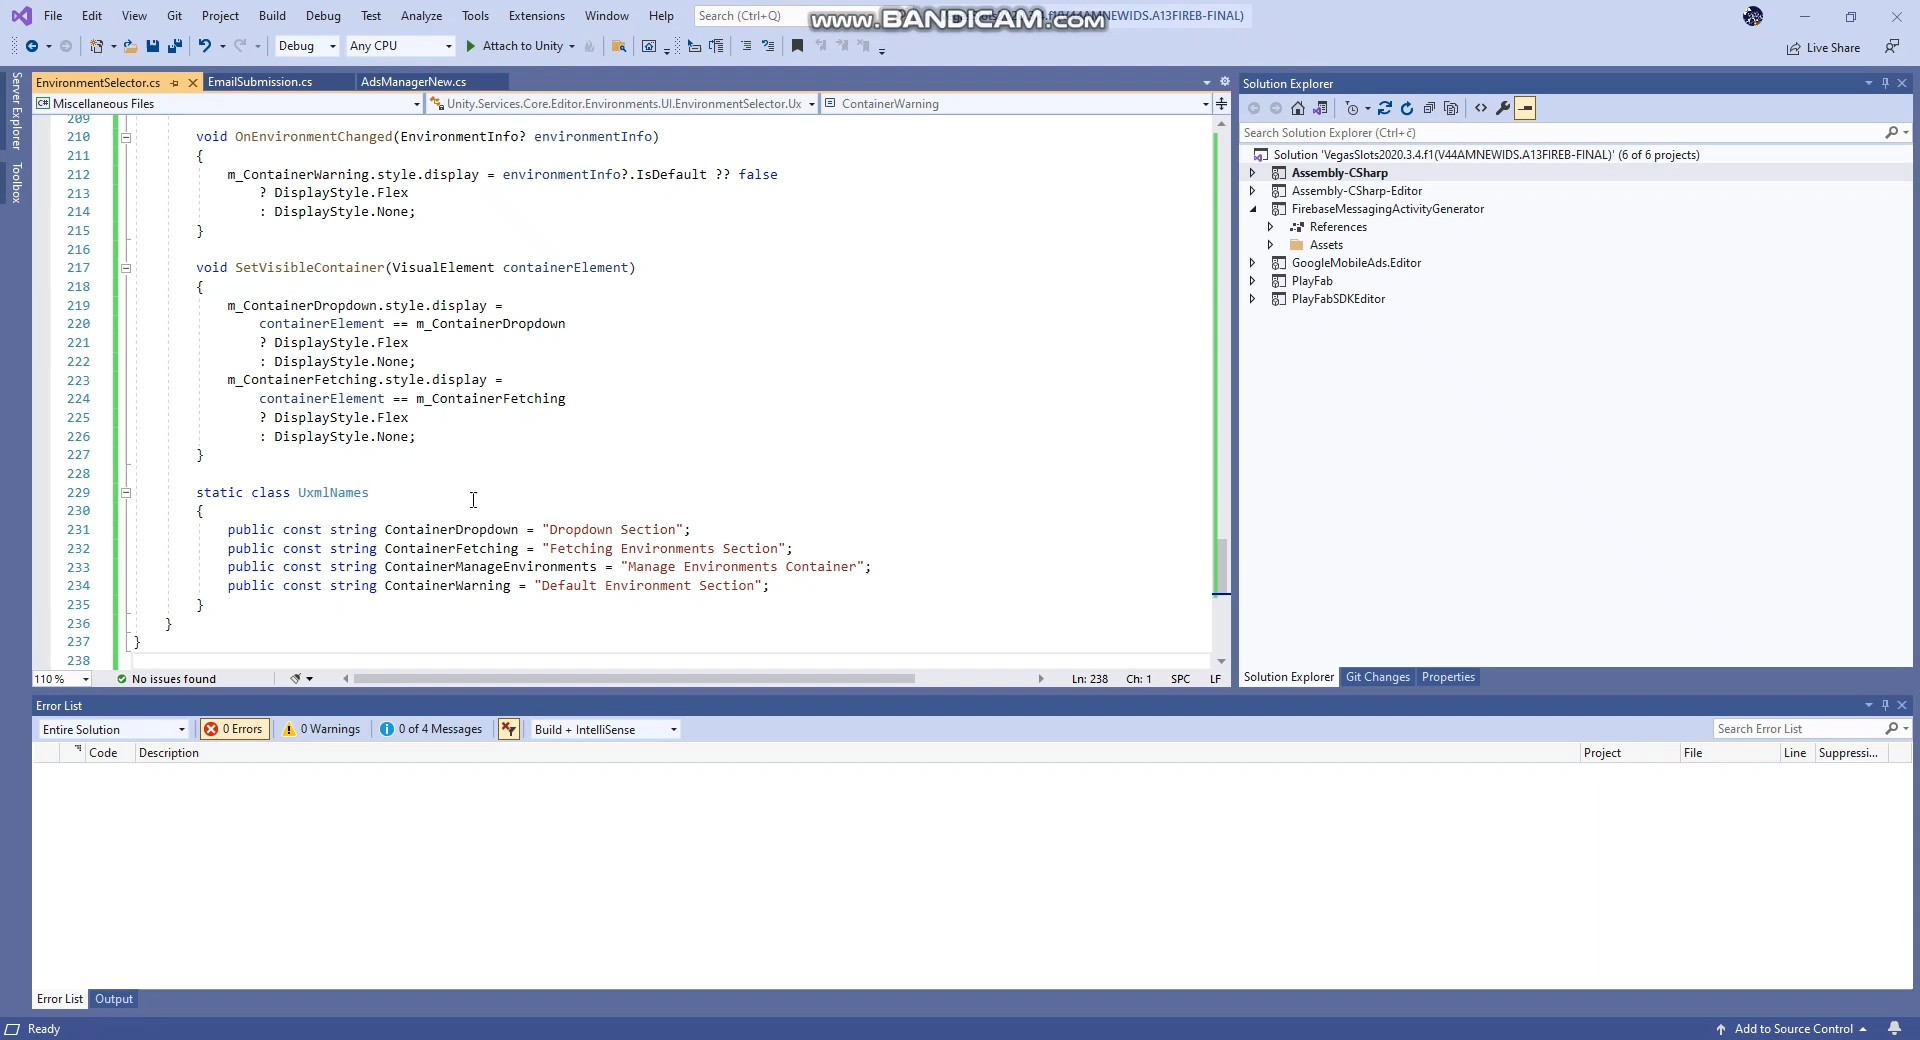 File Edit View Git Project Build Debug Test Analyze Tools Extensions Window Help Search (Ctrl+Q)
www.BANDICAM.com
Debug Any CPU Attach to Unity Live Share
Server Explorer
Toolbox
EnvironmentSelector.cs EmailSubmission.cs AdsManagerNew.cs
Miscellaneous Files Unity.Services.Core.Editor.Environments.UI.EnvironmentSelector.Ux ContainerWarning
209
210 void OnEnvironmentChanged(EnvironmentInfo? environmentInfo)
211 {
212 m_ContainerWarning.style.display = environmentInfo?.IsDefault ?? false
213 ? DisplayStyle.Flex
214 : DisplayStyle.None;
215 }
216
217 void SetVisibleContainer(VisualElement containerElement)
218 {
219 m_ContainerDropdown.style.display =
220 containerElement == m_ContainerDropdown
221 ? DisplayStyle.Flex
222 : DisplayStyle.None;
223 m_ContainerFetching.style.display =
224 containerElement == m_ContainerFetching
225 ? DisplayStyle.Flex
226 : DisplayStyle.None;
227 }
228
229 static class UxmlNames
230 {
231 public const string ContainerDropdown = "Dropdown Section";
232 public const string ContainerFetching = "Fetching Environments Section";
233 public const string ContainerManageEnvironments = "Manage Environments Container";
234 public const string ContainerWarning = "Default Environment Section";
235 }
236 }
237 }
238
110 % No issues found Ln: 238 Ch: 1 SPC LF
Solution Explorer
Search Solution Explorer (Ctrl+č)
Solution 'VegasSlots2020.3.4.f1(V44AMNEWIDS.A13FIREB-FINAL)' (6 of 6 projects)
Assembly-CSharp
Assembly-CSharp-Editor
FirebaseMessagingActivityGenerator
References
Assets
GoogleMobileAds.Editor
PlayFab
PlayFabSDKEditor
Solution Explorer Git Changes Properties
Error List
Entire Solution 0 Errors 0 Warnings 0 of 4 Messages Build + IntelliSense Search Error List
Code Description Project File Line Suppressi...
Error List Output
Ready Add to Source Control